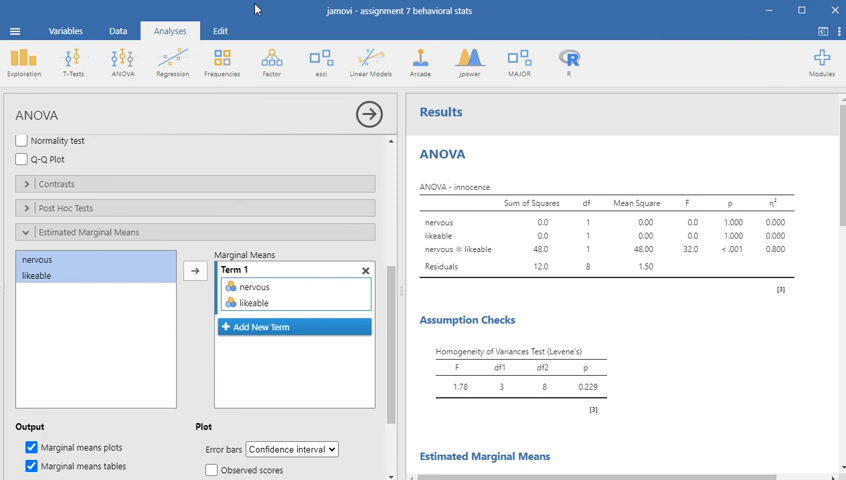 jamovi - assignment 7 behavioral stats
Variables Data Analyses Edit
Exploration T-Tests ANOVA Regression Frequencies Factor esci Linear Models Arcade jpower MAJOR R Modules
ANOVA
Normality test
Q-Q Plot
Contrasts
Post Hoc Tests
Estimated Marginal Means
nervous
likeable
Marginal Means
Term 1
nervous
likeable
+ Add New Term
Output
Marginal means plots
Marginal means tables
Plot
Error bars Confidence interval
Observed scores
Results
ANOVA
ANOVA - innocence
Sum of Squares df Mean Square F p η²
nervous 0.0 1 0.00 0.0 1.000 0.000
likeable 0.0 1 0.00 0.0 1.000 0.000
nervous ✻ likeable 48.0 1 48.00 32.0 < .001 0.800
Residuals 12.0 8 1.50
[3]
Assumption Checks
Homogeneity of Variances Test (Levene's)
F df1 df2 p
1.78 3 8 0.229
[3]
Estimated Marginal Means